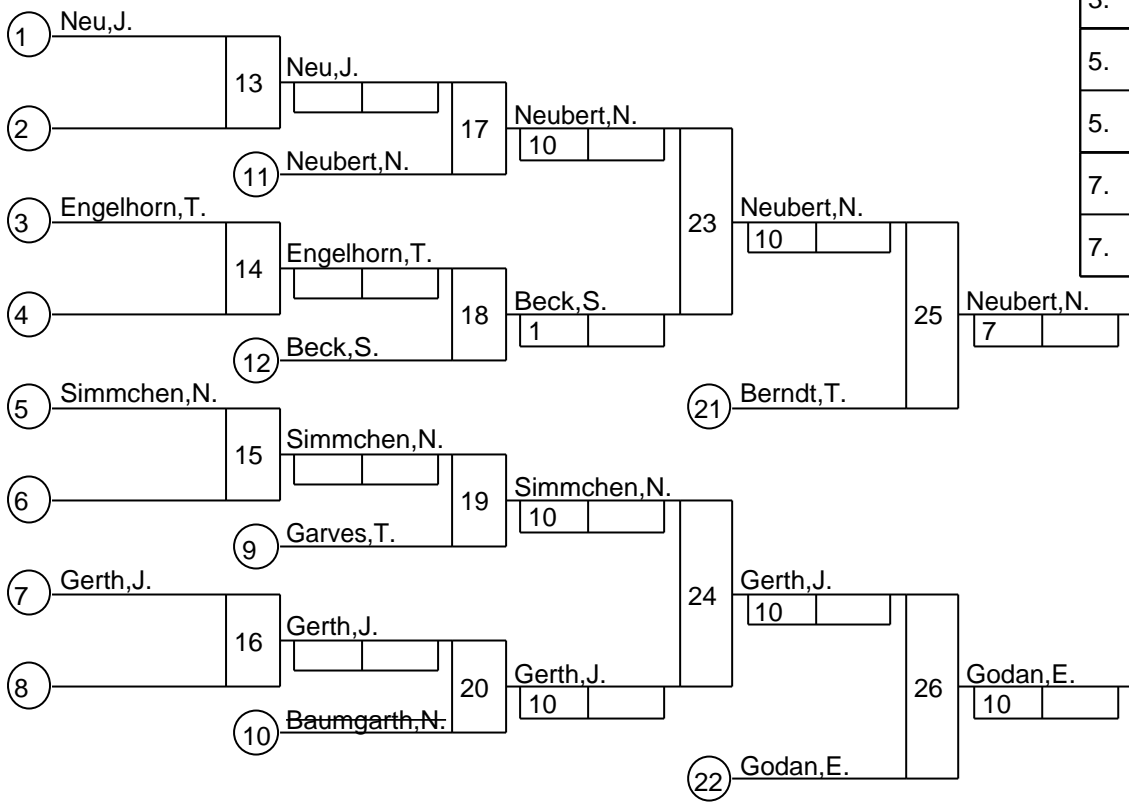 3.
1 Neu,J.
5.
13 Neu,J.
2
17 Neubert,N.
5.
10
11 Neubert,N.
7.
3 Engelhorn,T.
23 Neubert,N.
10
7.
14 Engelhorn,T.
4
18 Beck,S.
1
25 Neubert,N.
7
12 Beck,S.
5 Simmchen,N.
21 Berndt,T.
15 Simmchen,N.
6
19 Simmchen,N.
10
9 Garves,T.
7 Gerth,J.
24 Gerth,J.
10
16 Gerth,J.
8
20 Gerth,J.
10
26 Godan,E.
10
10 Baumgarth,N.
22 Godan,E.